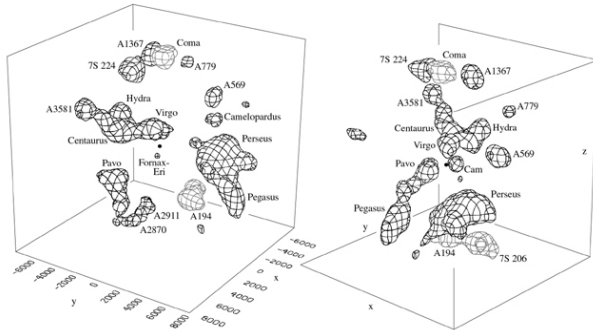 A1367
Coma
7S 224
A779
A569
A3581
Hydra
Virgo
Camelopardus
Centaurus
Perseus
Fornax-
Eri
Pavo
Pegasus
A2911
A194
A2870
-6000
-4000
-2000
0
2000
4000
6000
8000
y
-6000
-4000
-2000
0
2000
4000
6000
8000
x
Coma
7S 224
A1367
A3581
A779
Centaurus
Hydra
Virgo
A569
z
Pavo
Cam
Perseus
Pegasus
y
A194
7S 206
x